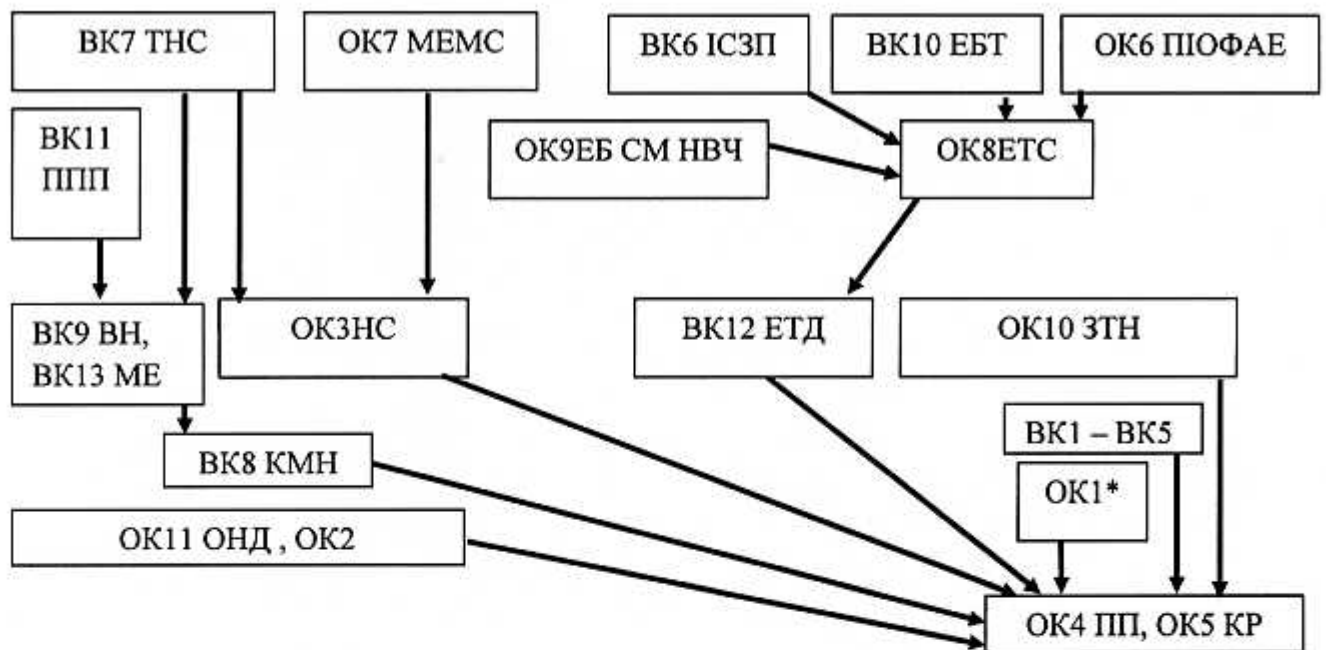 ВК7 ТНС
ОК7 МЕМС
ВК6 ІСЗП
ВК10 ЕБТ
ОК6 ПІОФАЕ
ВК11
ППП
ОК9ЕБ СМ НВЧ
ОК8ЕТС
ВК9 ВН,
ВК13 МЕ
ОК3НС
ВК12 ЕТД
ОК10 ЗТН
ВК1 – ВК5
ВК8 КМН
ОК1*
ОК11 ОНД , ОК2
ОК4 ПП, ОК5 КР